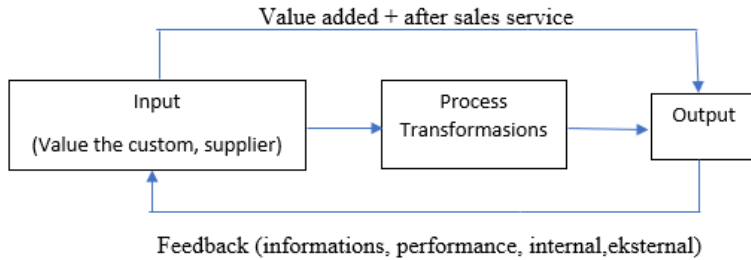 Value added + after sales service
Input
(Value the custom, supplier)
Process
Transformasions
Output
Feedback (informations, performance, internal,eksternal)